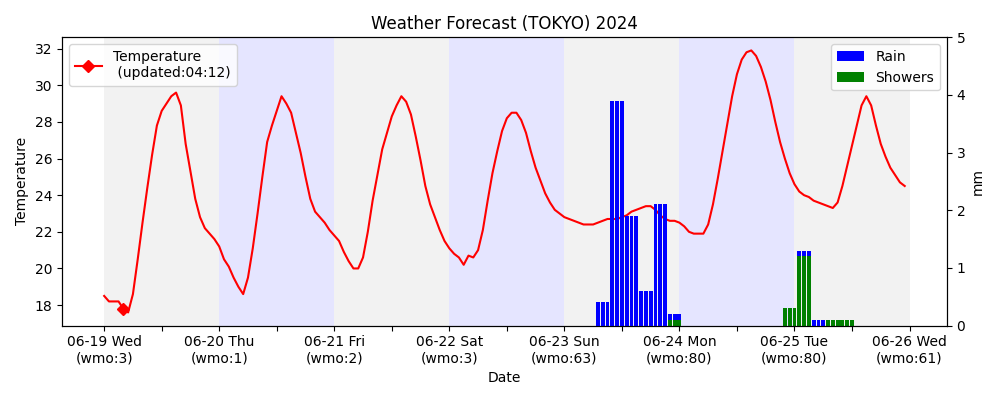 Weather Forecast (TOKYO) 2024
Temperature
(updated:04:12)
Rain
Showers
32
30
28
26
24
22
20
18
Temperature
5
4
3
2
1
0
mm
06-19 Wed
(wmo:3)
06-20 Thu
(wmo:1)
06-21 Fri
(wmo:2)
06-22 Sat
(wmo:3)
06-23 Sun
(wmo:63)
06-24 Mon
(wmo:80)
06-25 Tue
(wmo:80)
06-26 Wed
(wmo:61)
Date